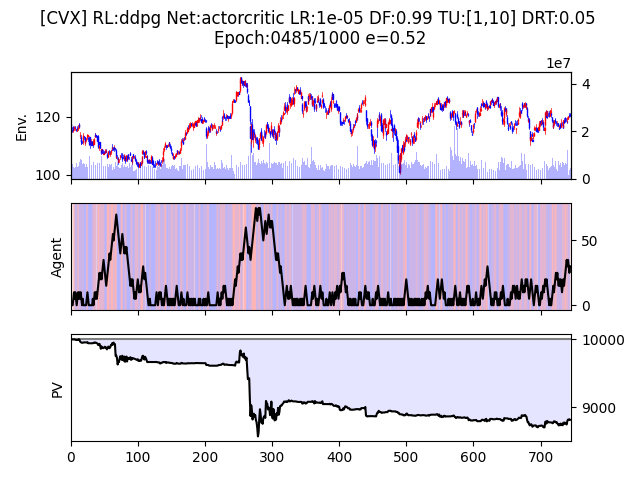 [CVX] RL:ddpg Net:actorcritic LR:1e-05 DF:0.99 TU:[1,10] DRT:0.05
Epoch:0485/1000 e=0.52
1e7
Env.
120
100
4
2
0
Agent
50
0
PV
10000
9000
0 100 200 300 400 500 600 700